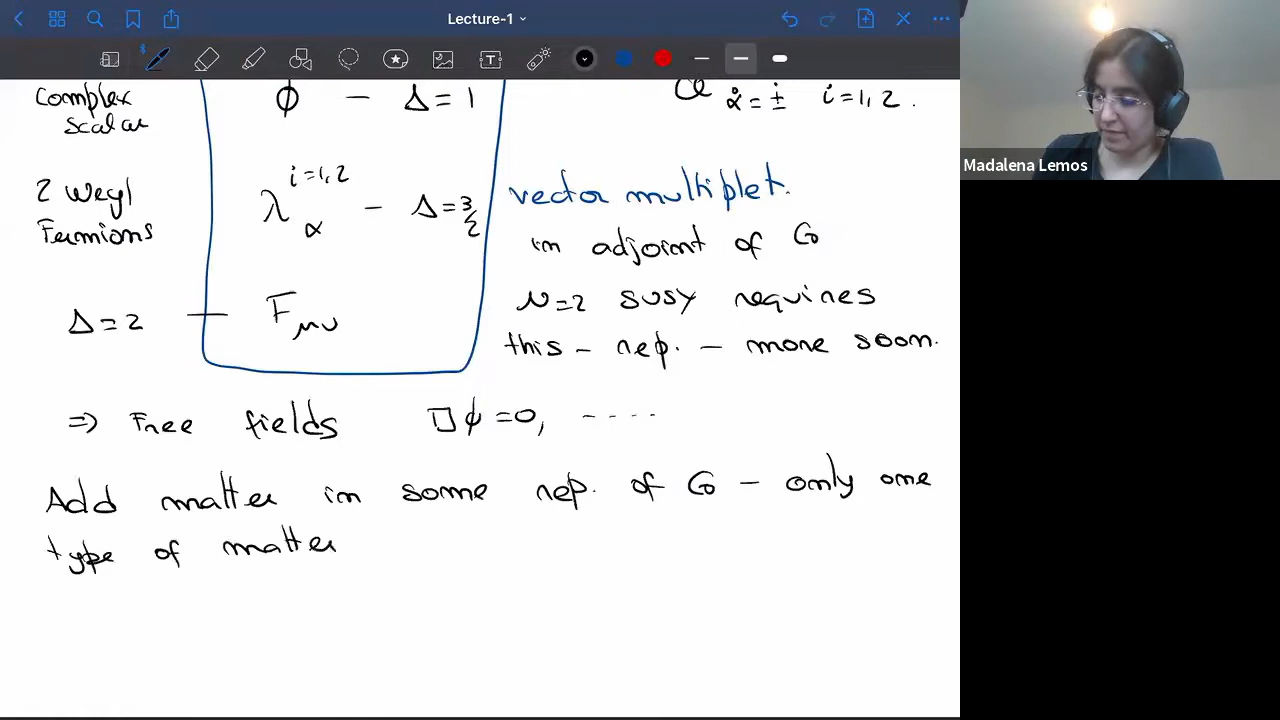 Lecture-1
Complex
scalar
ϕ — Δ = 1
α̇ = ± i = 1, 2 .
2 Weyl
Fermions
λ i=1,2 α — Δ = 3/2
vector multiplet.
in adjoint of G
Δ = 2 — Fμν
N=2 SUSY requires
this - rep. - more soon.
⇒ Free fields □ϕ = 0, ----
Add matter in some rep. of G - only one
type of matter
Madalena Lemos